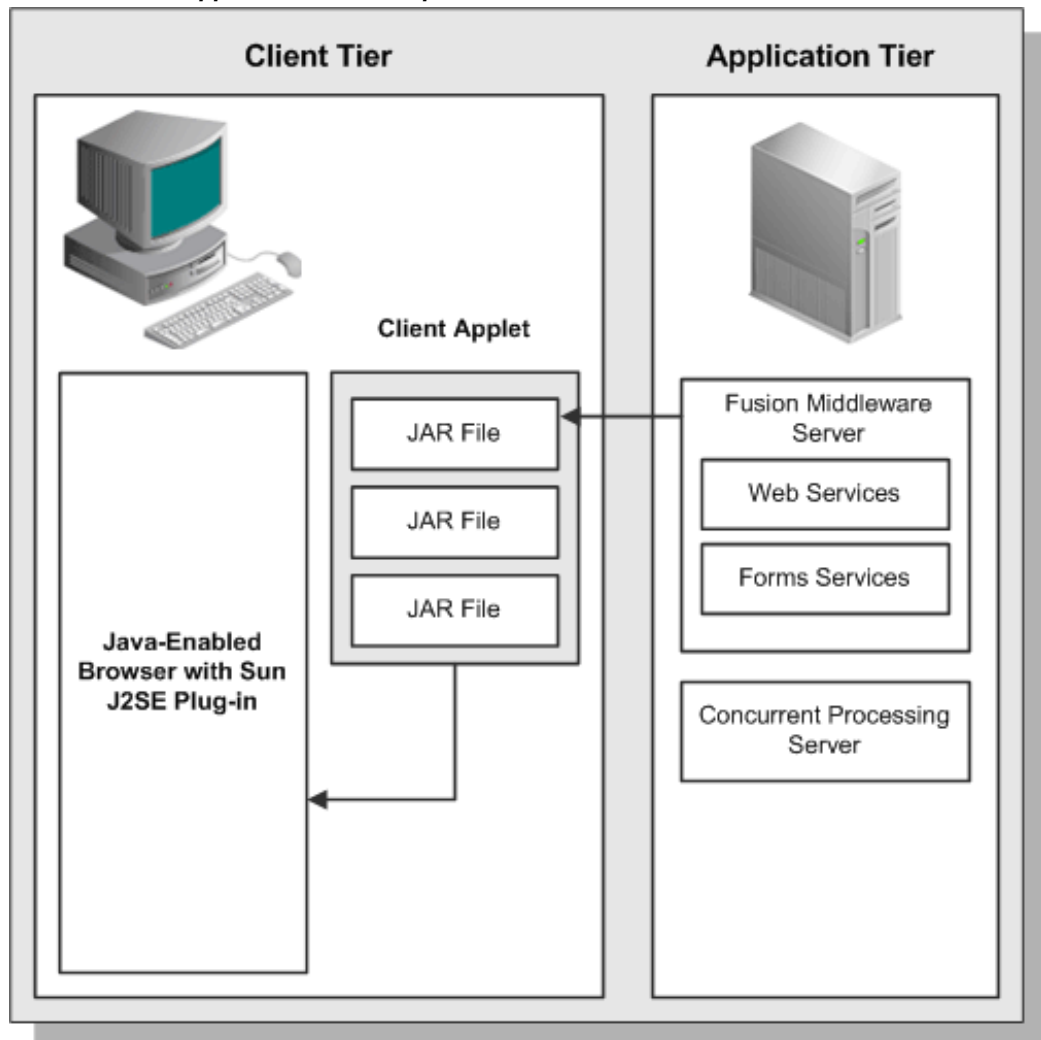 Client Tier
Application Tier
Client Applet
JAR File
JAR File
JAR File
Java-Enabled
Browser with Sun
J2SE Plug-in
Fusion Middleware
Server
Web Services
Forms Services
Concurrent Processing
Server